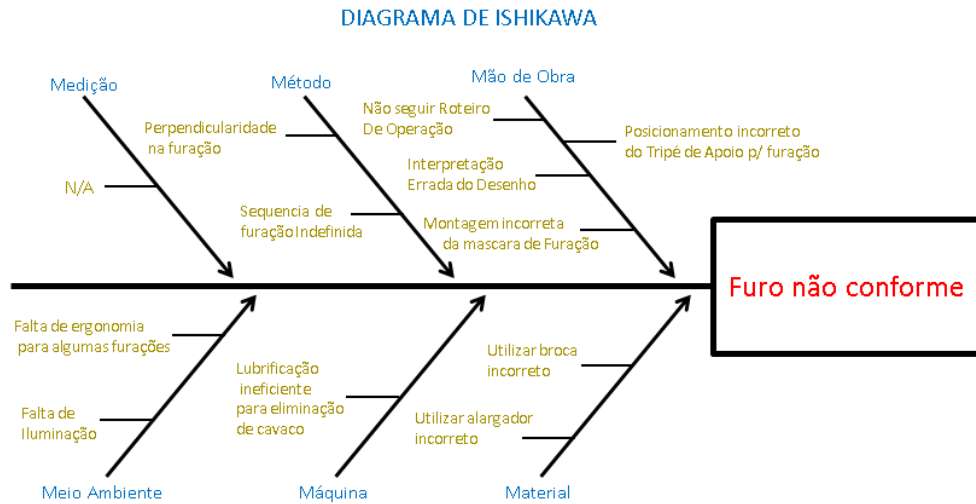 DIAGRAMA DE ISHIKAWA
Medição
Método
Mão de Obra
N/A
Perpendicularidade
na furação
Sequencia de
furação Indefinida
Não seguir Roteiro
De Operação
Interpretação
Errada do Desenho
Montagem incorreta
da mascara de Furação
Posicionamento incorreto
do Tripé de Apoio p/ furação
Furo não conforme
Falta de ergonomia
para algumas furações
Falta de
Iluminação
Lubrificação
ineficiente
para eliminação
de cavaco
Utilizar broca
incorreto
Utilizar alargador
incorreto
Meio Ambiente
Máquina
Material